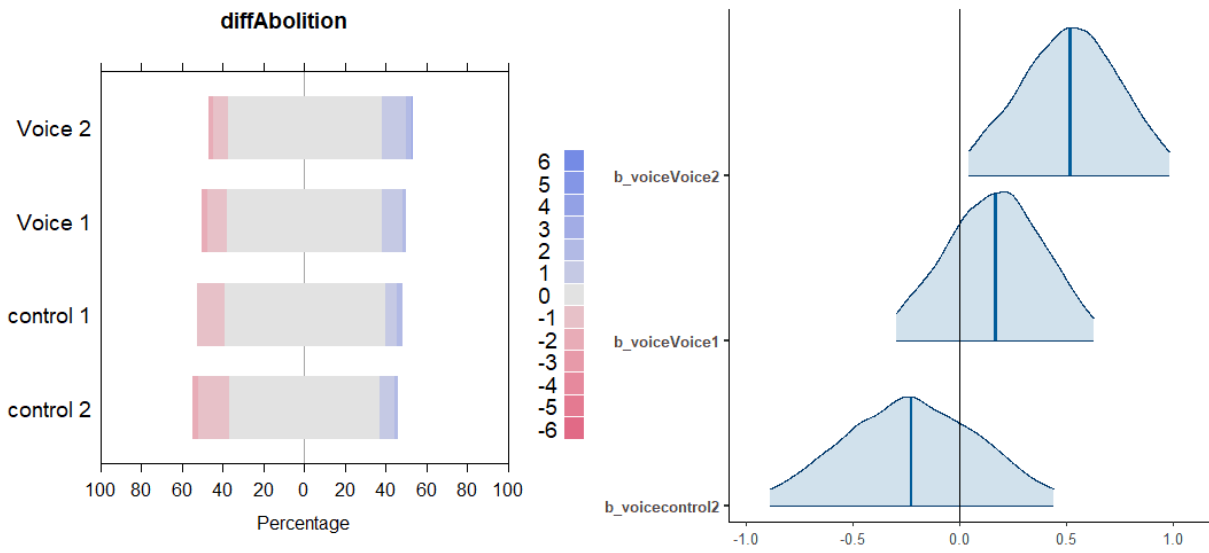 diffAbolition
Voice 2
Voice 1
control 1
control 2
100 80 60 40 20 0 20 40 60 80 100
Percentage
6
5
4
3
2
1
0
-1
-2
-3
-4
-5
-6
b_voiceVoice2
b_voiceVoice1
b_voicecontrol2
-1.0 -0.5 0.0 0.5 1.0